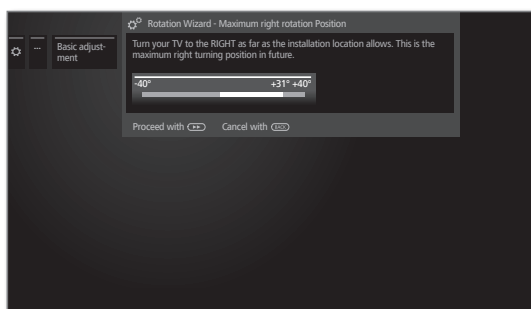 Rotation Wizard - Maximum right rotation Position
...
Basic adjust-
ment
Turn your TV to the RIGHT as far as the installation location allows. This is the
maximum right turning position in future.
-40° +31° +40°
Proceed with Cancel with